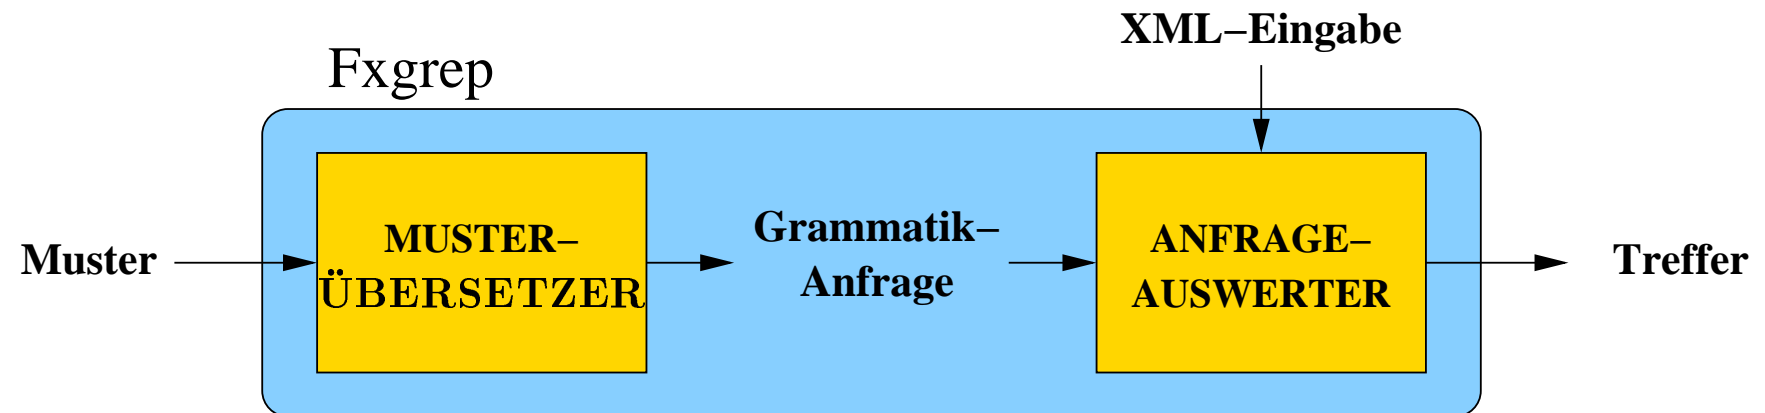 XML–Eingabe
Fxgrep
Muster
MUSTER–
ÜBERSETZER
Grammatik–
Anfrage
ANFRAGE–
AUSWERTER
Treffer